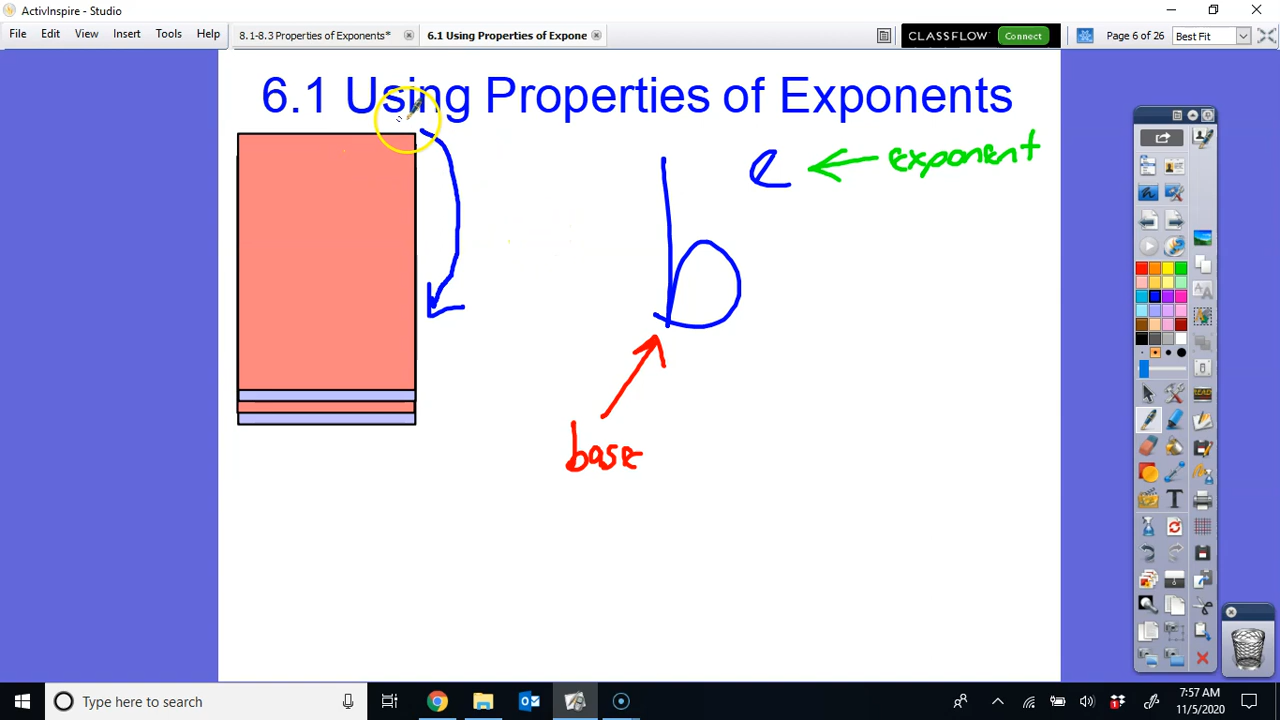 ActivInspire - Studio
File Edit View Insert Tools Help
8.1-8.3 Properties of Exponents*
6.1 Using Properties of Expone
CLASSFLOW Connect
Page 6 of 26
Best Fit
6.1 Using Properties of Exponents
e ← exponent
b
base
Type here to search
7:57 AM
11/5/2020